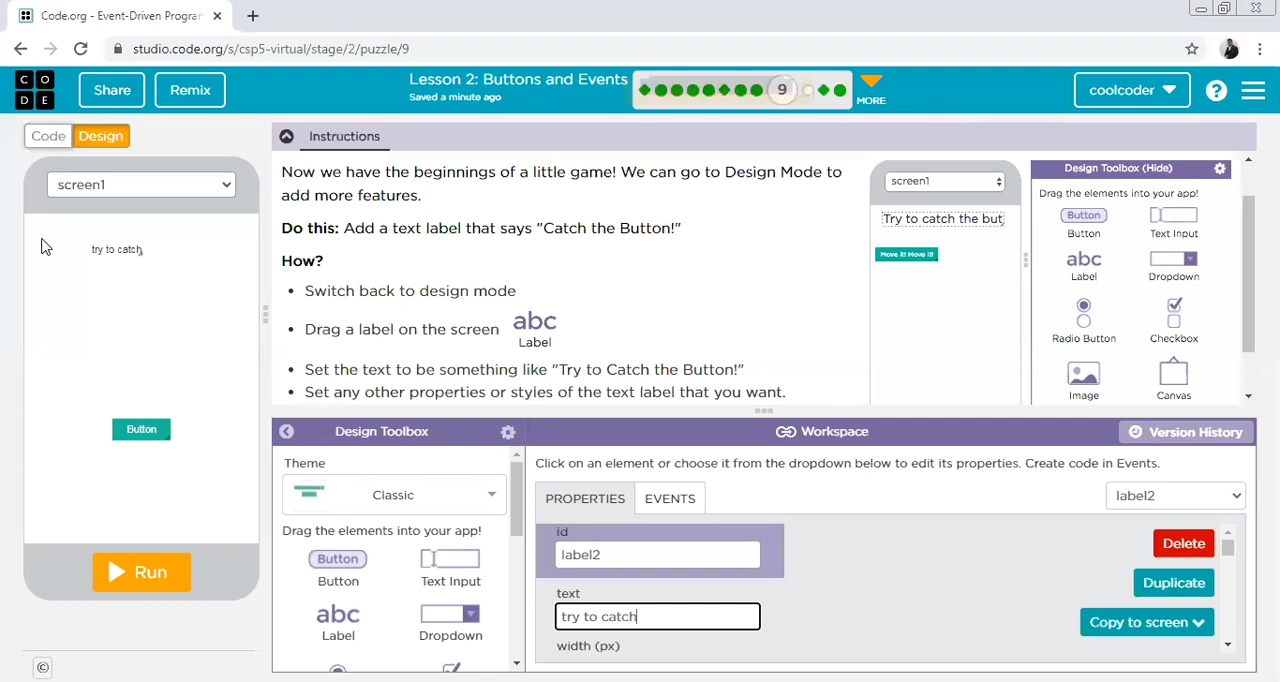 Code.org - Event-Driven Progra
studio.code.org/s/csp5-virtual/stage/2/puzzle/9
C O
D E
Share
Remix
Lesson 2: Buttons and Events
Saved a minute ago
9
MORE
coolcoder
?
Code
Design
Instructions
screen1
try to catch
Button
Run
©
Now we have the beginnings of a little game! We can go to Design Mode to
add more features.
Do this: Add a text label that says "Catch the Button!"
How?
• Switch back to design mode
• Drag a label on the screen abc
Label
• Set the text to be something like "Try to Catch the Button!"
• Set any other properties or styles of the text label that you want.
screen1
Try to catch the but
Move it! Move it!
Design Toolbox (Hide)
Drag the elements into your app!
Button
Button
Text Input
abc
Label
Dropdown
Radio Button
Checkbox
Image
Canvas
Design Toolbox
Workspace
Version History
Theme
Classic
Drag the elements into your app!
Button
Button
Text Input
abc
Label
Dropdown
Click on an element or choose it from the dropdown below to edit its properties. Create code in Events.
PROPERTIES
EVENTS
label2
id
label2
text
try to catch
width (px)
Delete
Duplicate
Copy to screen